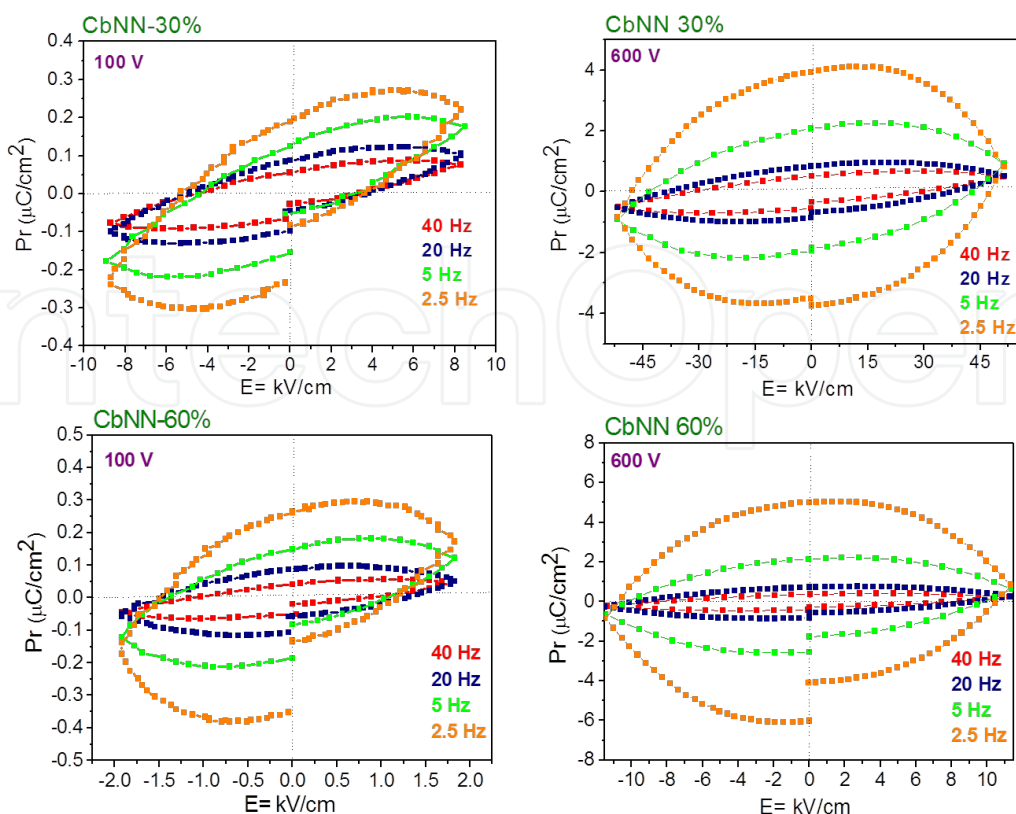 CbNN-30%
100 V
Pr (μC/cm²)
0.4
0.3
0.2
0.1
0.0
-0.1
-0.2
-0.3
-0.4
40 Hz
20 Hz
5 Hz
2.5 Hz
-10 -8 -6 -4 -2 0 2 4 6 8 10
E= kV/cm
CbNN 30%
600 V
Pr (μC/cm²)
4
2
0
-2
-4
40 Hz
20 Hz
5 Hz
2.5 Hz
-45 -30 -15 0 15 30 45
E= kV/cm
IntechOpen
CbNN-60%
100 V
Pr (μC/cm²)
0.5
0.4
0.3
0.2
0.1
0.0
-0.1
-0.2
-0.3
-0.4
-0.5
40 Hz
20 Hz
5 Hz
2.5 Hz
-2.0 -1.5 -1.0 -0.5 0.0 0.5 1.0 1.5 2.0
E= kV/cm
CbNN 60%
600 V
Pr (μC/cm²)
8
6
4
2
0
-2
-4
-6
-8
40 Hz
20 Hz
5 Hz
2.5 Hz
-10 -8 -6 -4 -2 0 2 4 6 8 10
E= kV/cm